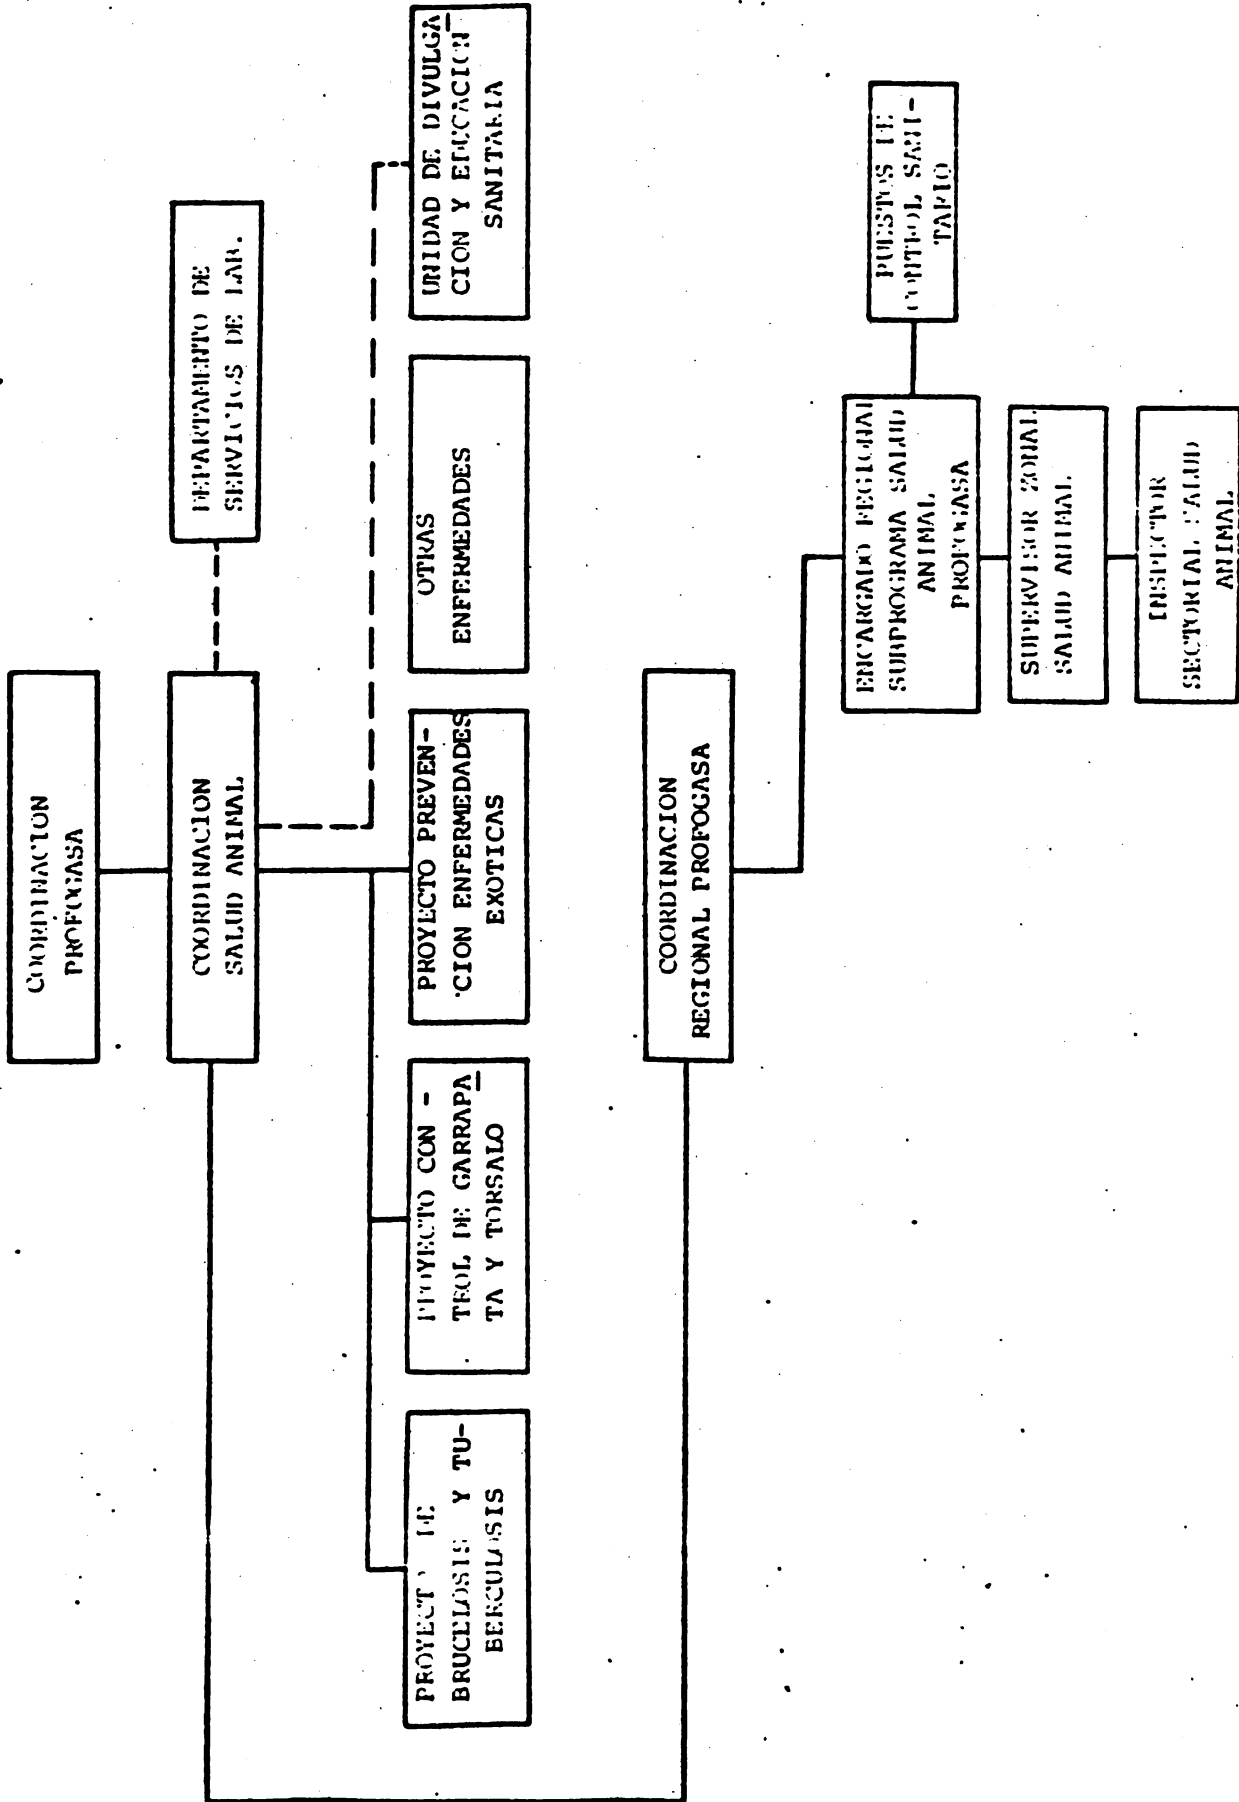 COORDINACION
PROFOGASA
COORDINACION
SALUD ANIMAL
DEPARTAMENTO DE
SERVICIOS DE LAB.
PROYECTO DE
BRUCELOSIS Y TU-
BERCULOSIS
PROYECTO CON -
TROL DE GARRAPA
TA Y TORSALO
PROYECTO PREVEN-
CION ENFERMEDADES
EXOTICAS
OTRAS
ENFERMEDADES
UNIDAD DE DIVULGA
CION Y EDUCACION
SANITARIA
COORDINACION
REGIONAL PROFOGASA
ENCARGADO REGIONAL
SUBPROGRAMA SALUD
ANIMAL
PROFOGASA
PUESTOS DE
CONTROL SANI-
TARIO
SUPERVISOR ZONAL
SALUD ANIMAL
INSPECTOR
SECTORIAL SALUD
ANIMAL